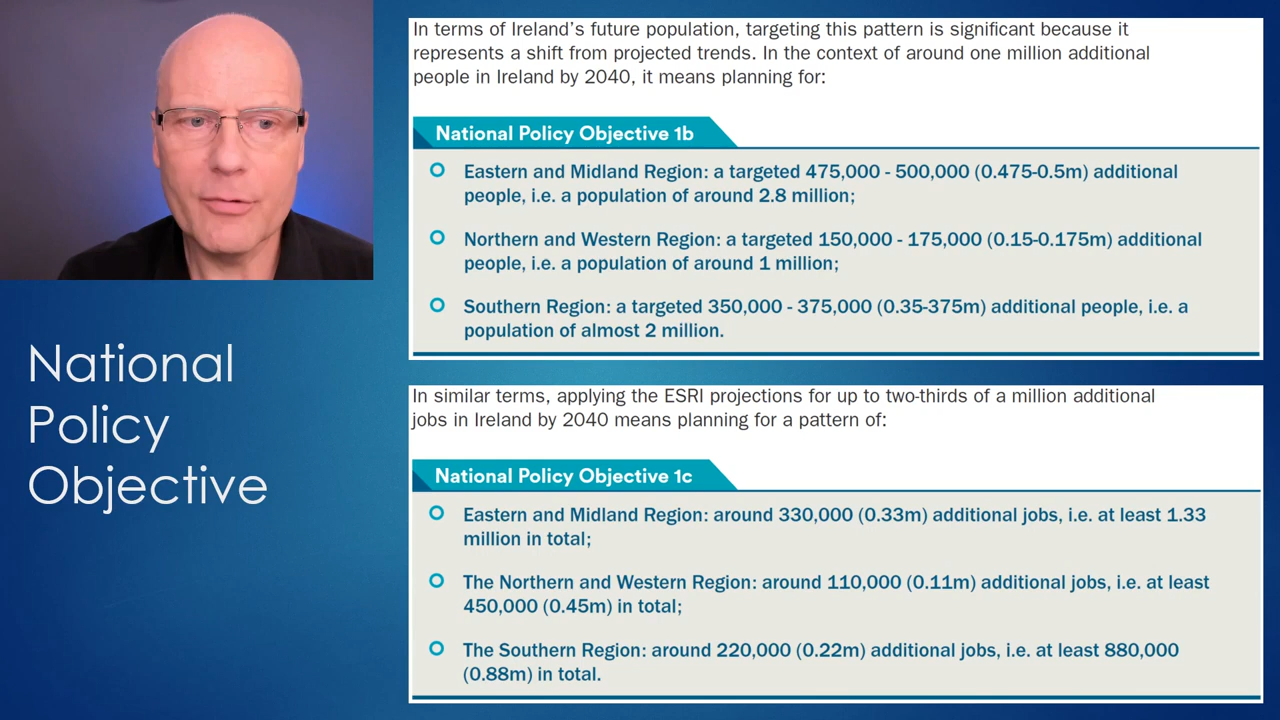 In terms of Ireland's future population, targeting this pattern is significant because it
represents a shift from projected trends. In the context of around one million additional
people in Ireland by 2040, it means planning for:
National Policy Objective 1b
Eastern and Midland Region: a targeted 475,000 - 500,000 (0.475-0.5m) additional
people, i.e. a population of around 2.8 million;
Northern and Western Region: a targeted 150,000 - 175,000 (0.15-0.175m) additional
people, i.e. a population of around 1 million;
Southern Region: a targeted 350,000 - 375,000 (0.35-375m) additional people, i.e. a
population of almost 2 million.
National
Policy
Objective
In similar terms, applying the ESRI projections for up to two-thirds of a million additional
jobs in Ireland by 2040 means planning for a pattern of:
National Policy Objective 1c
Eastern and Midland Region: around 330,000 (0.33m) additional jobs, i.e. at least 1.33
million in total;
The Northern and Western Region: around 110,000 (0.11m) additional jobs, i.e. at least
450,000 (0.45m) in total;
The Southern Region: around 220,000 (0.22m) additional jobs, i.e. at least 880,000
(0.88m) in total.